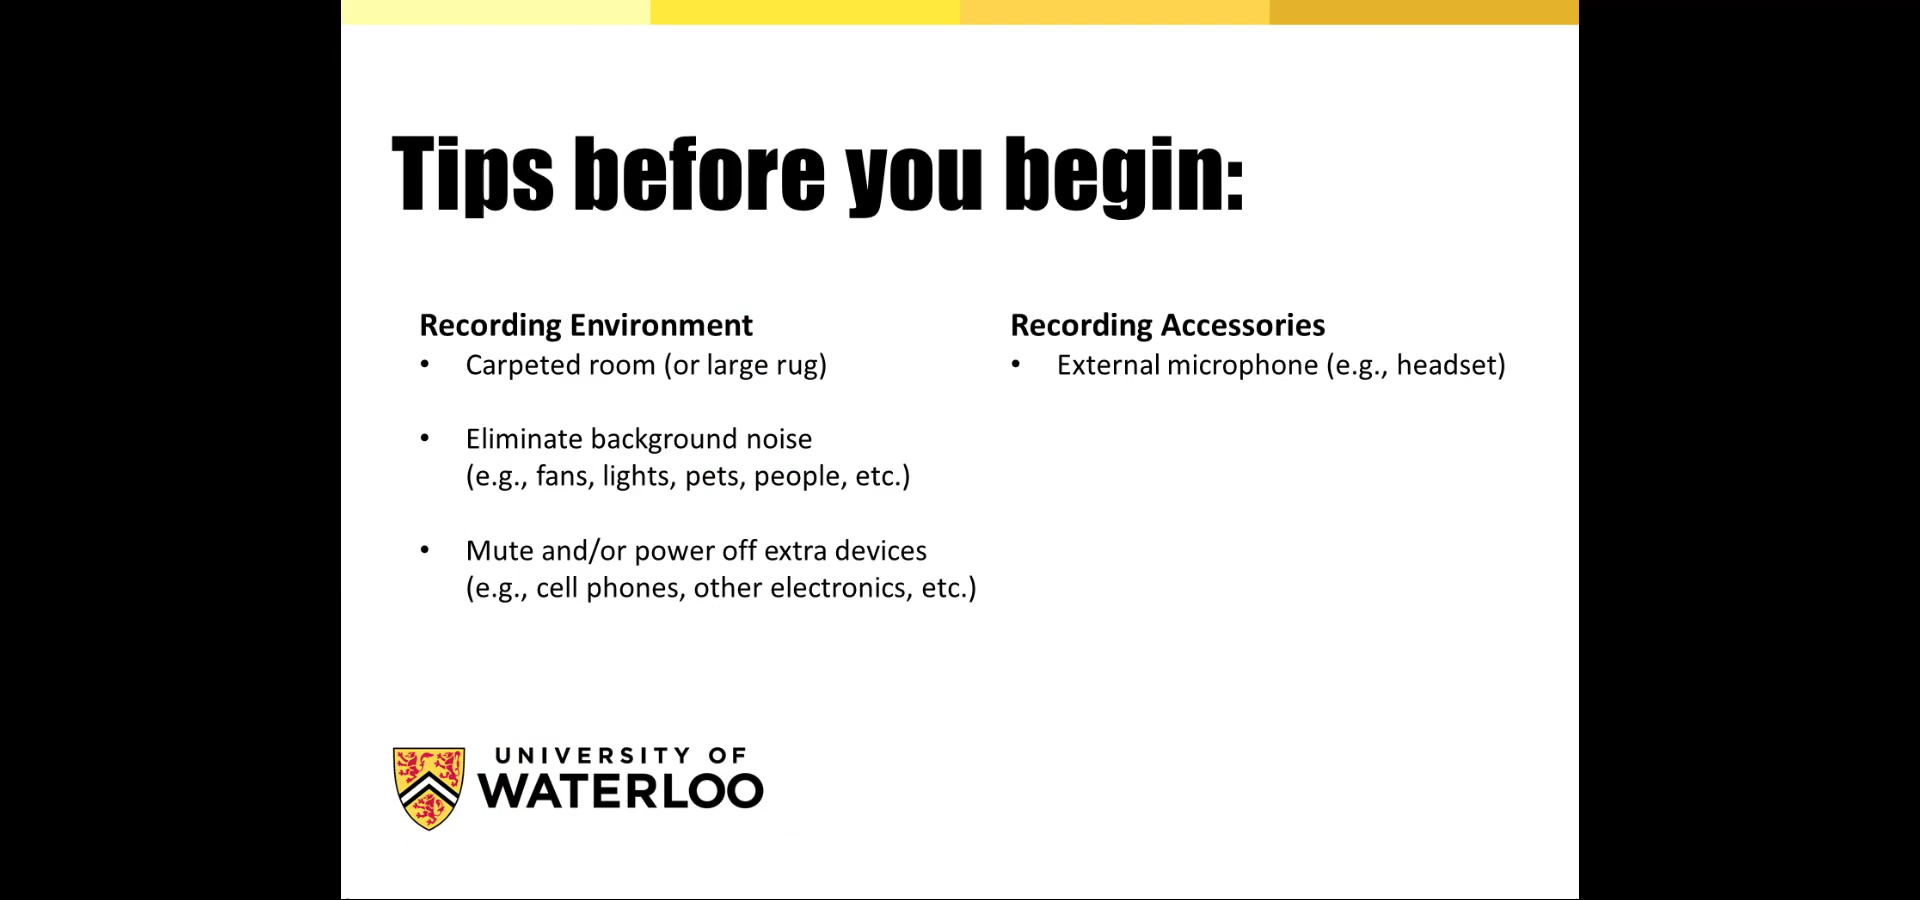 Tips before you begin:
Recording Environment
• Carpeted room (or large rug)
• Eliminate background noise
(e.g., fans, lights, pets, people, etc.)
• Mute and/or power off extra devices
(e.g., cell phones, other electronics, etc.)
Recording Accessories
• External microphone (e.g., headset)
UNIVERSITY OF
WATERLOO